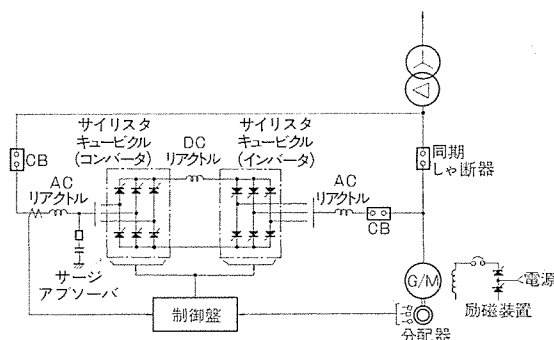 サイリスタ
キュービクル
(コンバータ)
DC
リアクトル
サイリスタ
キュービクル
(インバータ)
CB
AC
リアクトル
AC
リアクトル
同期
しゃ断器
CB
サージ
アブソーバ
制御盤
G/M
分配器
電源
励磁装置